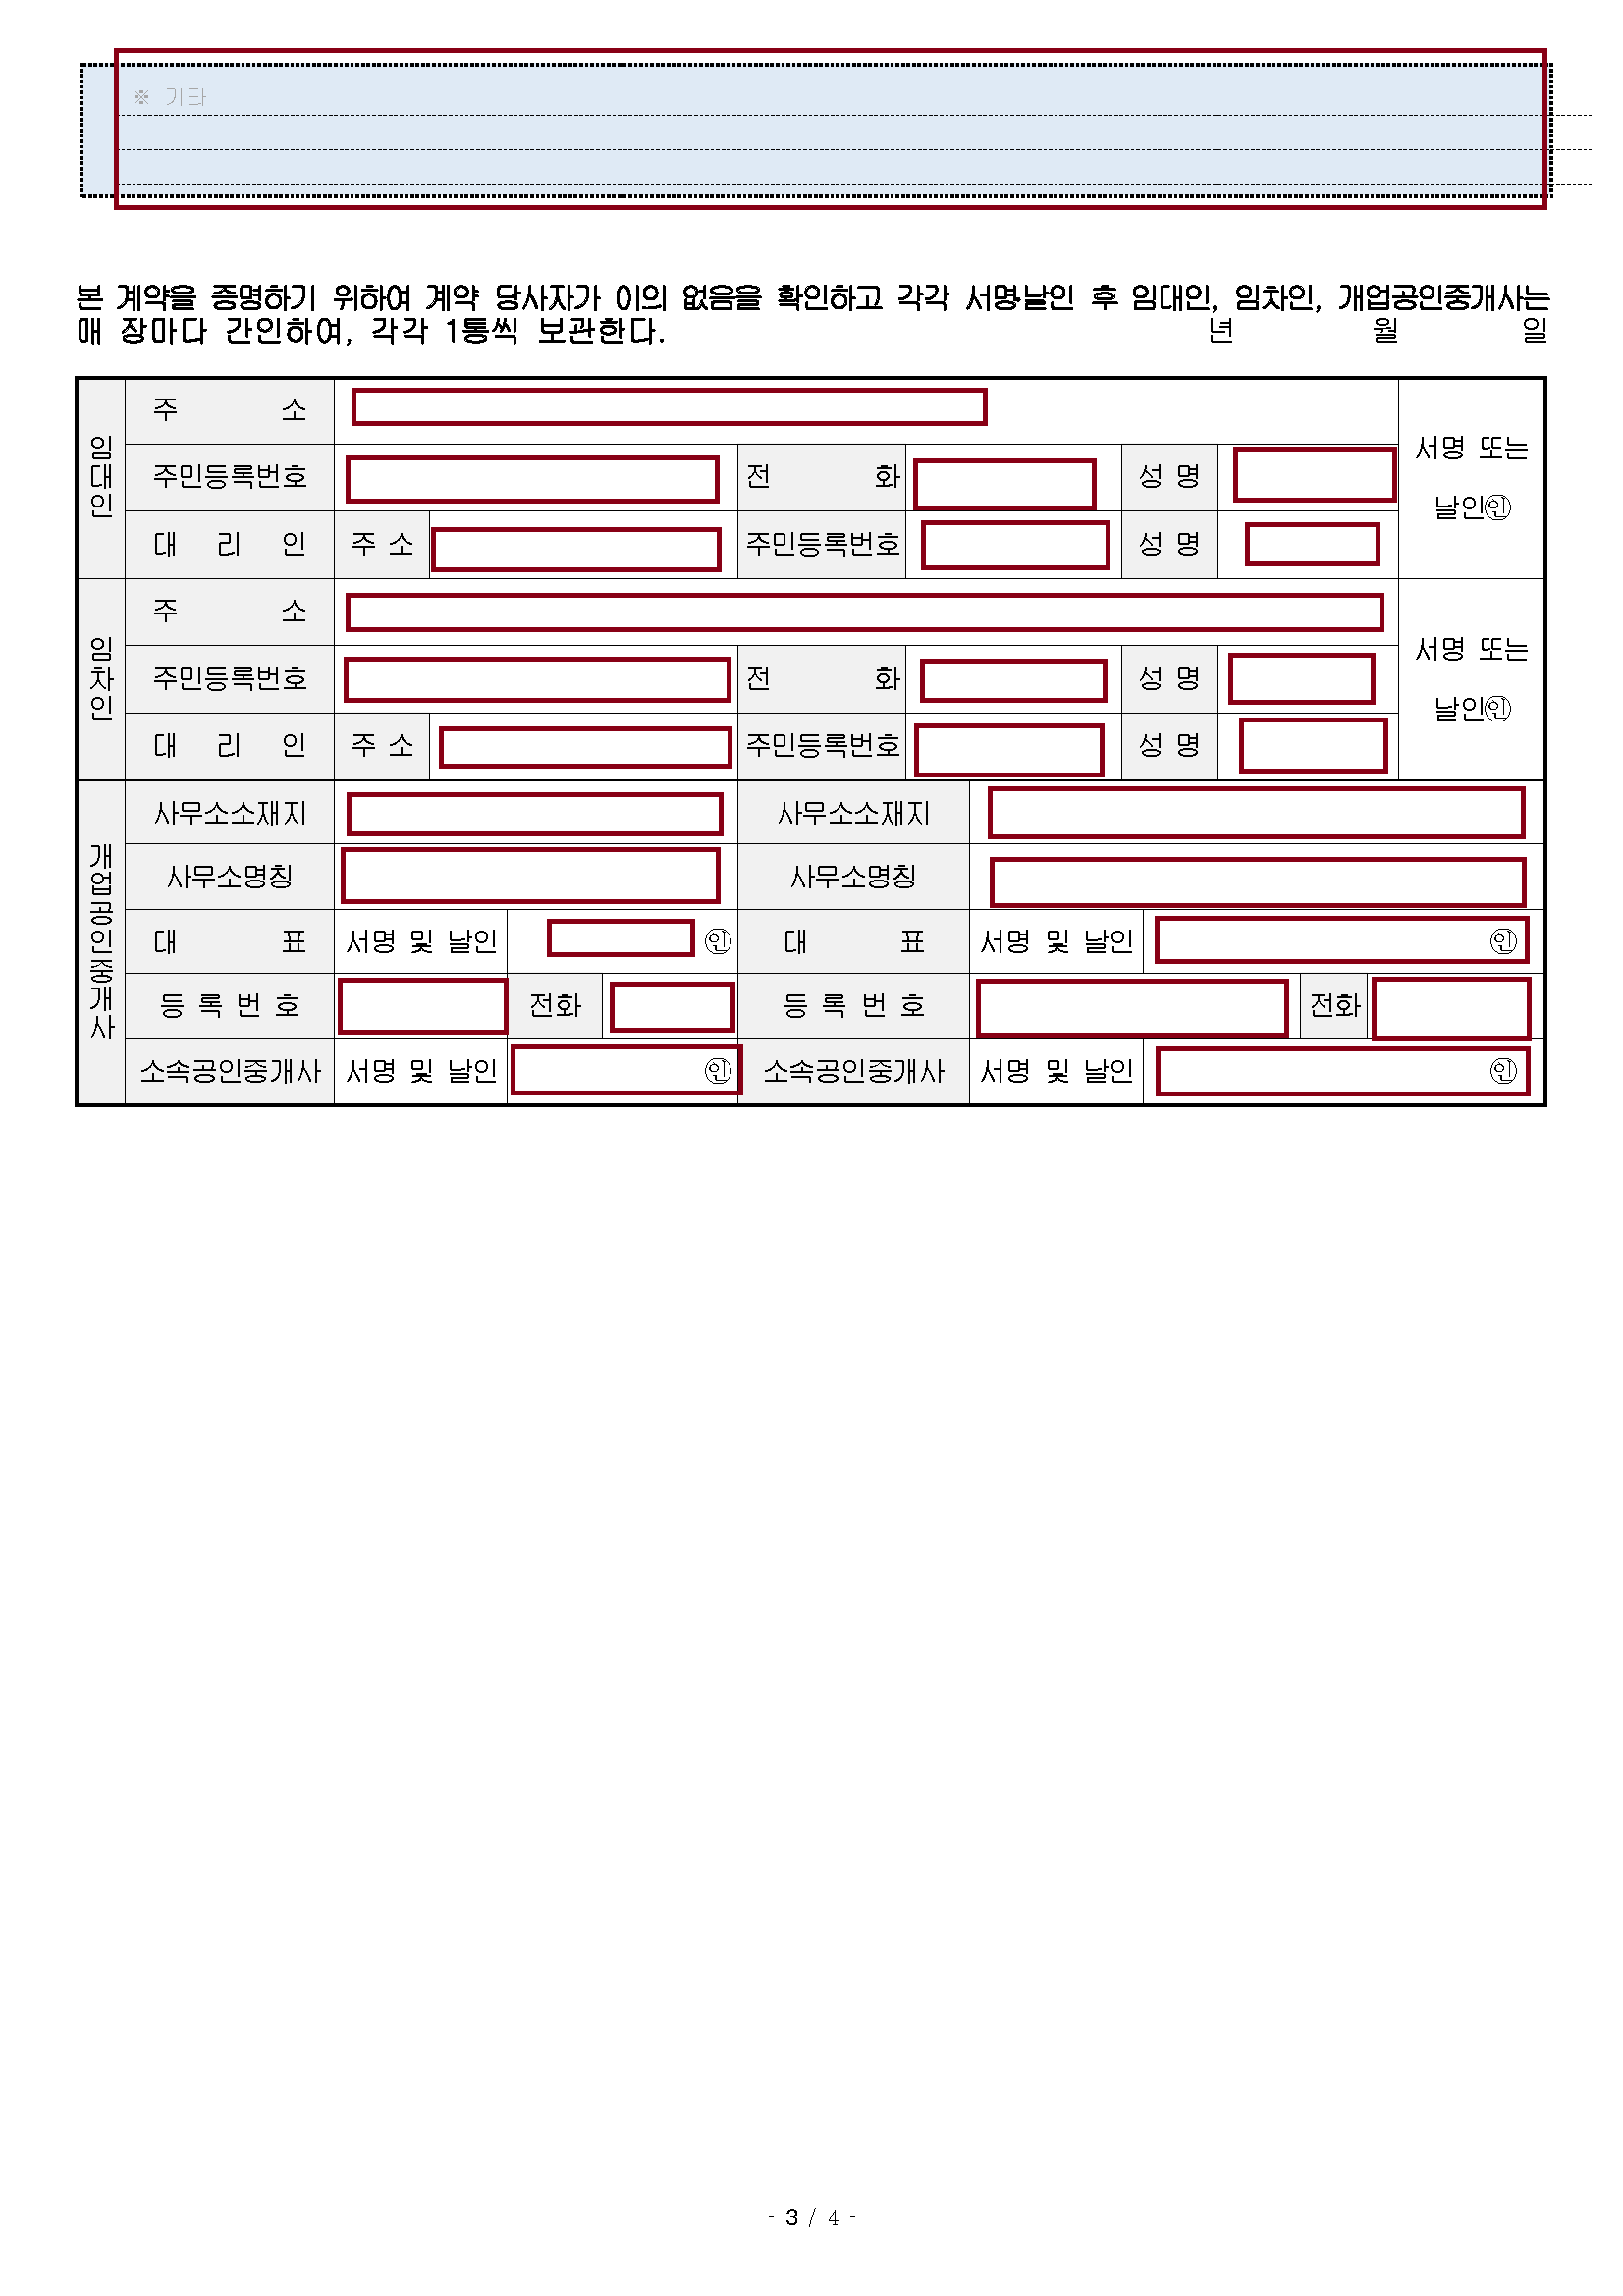 ※ 기타
본 계약을 증명하기 위하여 계약 당사자가 이의 없음을 확인하고 각각 서명·날인 후 임대인, 임차인, 개업공인중개사는
매 장마다 간인하여, 각각 1통씩 보관한다. 년 월 일
임대인
주 소
서명 또는
날인㊞
주민등록번호 전 화 성 명
대 리 인 주 소 주민등록번호 성 명
임차인
주 소
서명 또는
날인㊞
주민등록번호 전 화 성 명
대 리 인 주 소 주민등록번호 성 명
개업공인중개사
사무소소재지 사무소소재지
사무소명칭 사무소명칭
대 표 서명 및 날인 ㊞ 대 표 서명 및 날인 ㊞
등 록 번 호 전화 등 록 번 호 전화
소속공인중개사 서명 및 날인 ㊞ 소속공인중개사 서명 및 날인 ㊞
- 3 / 4 -